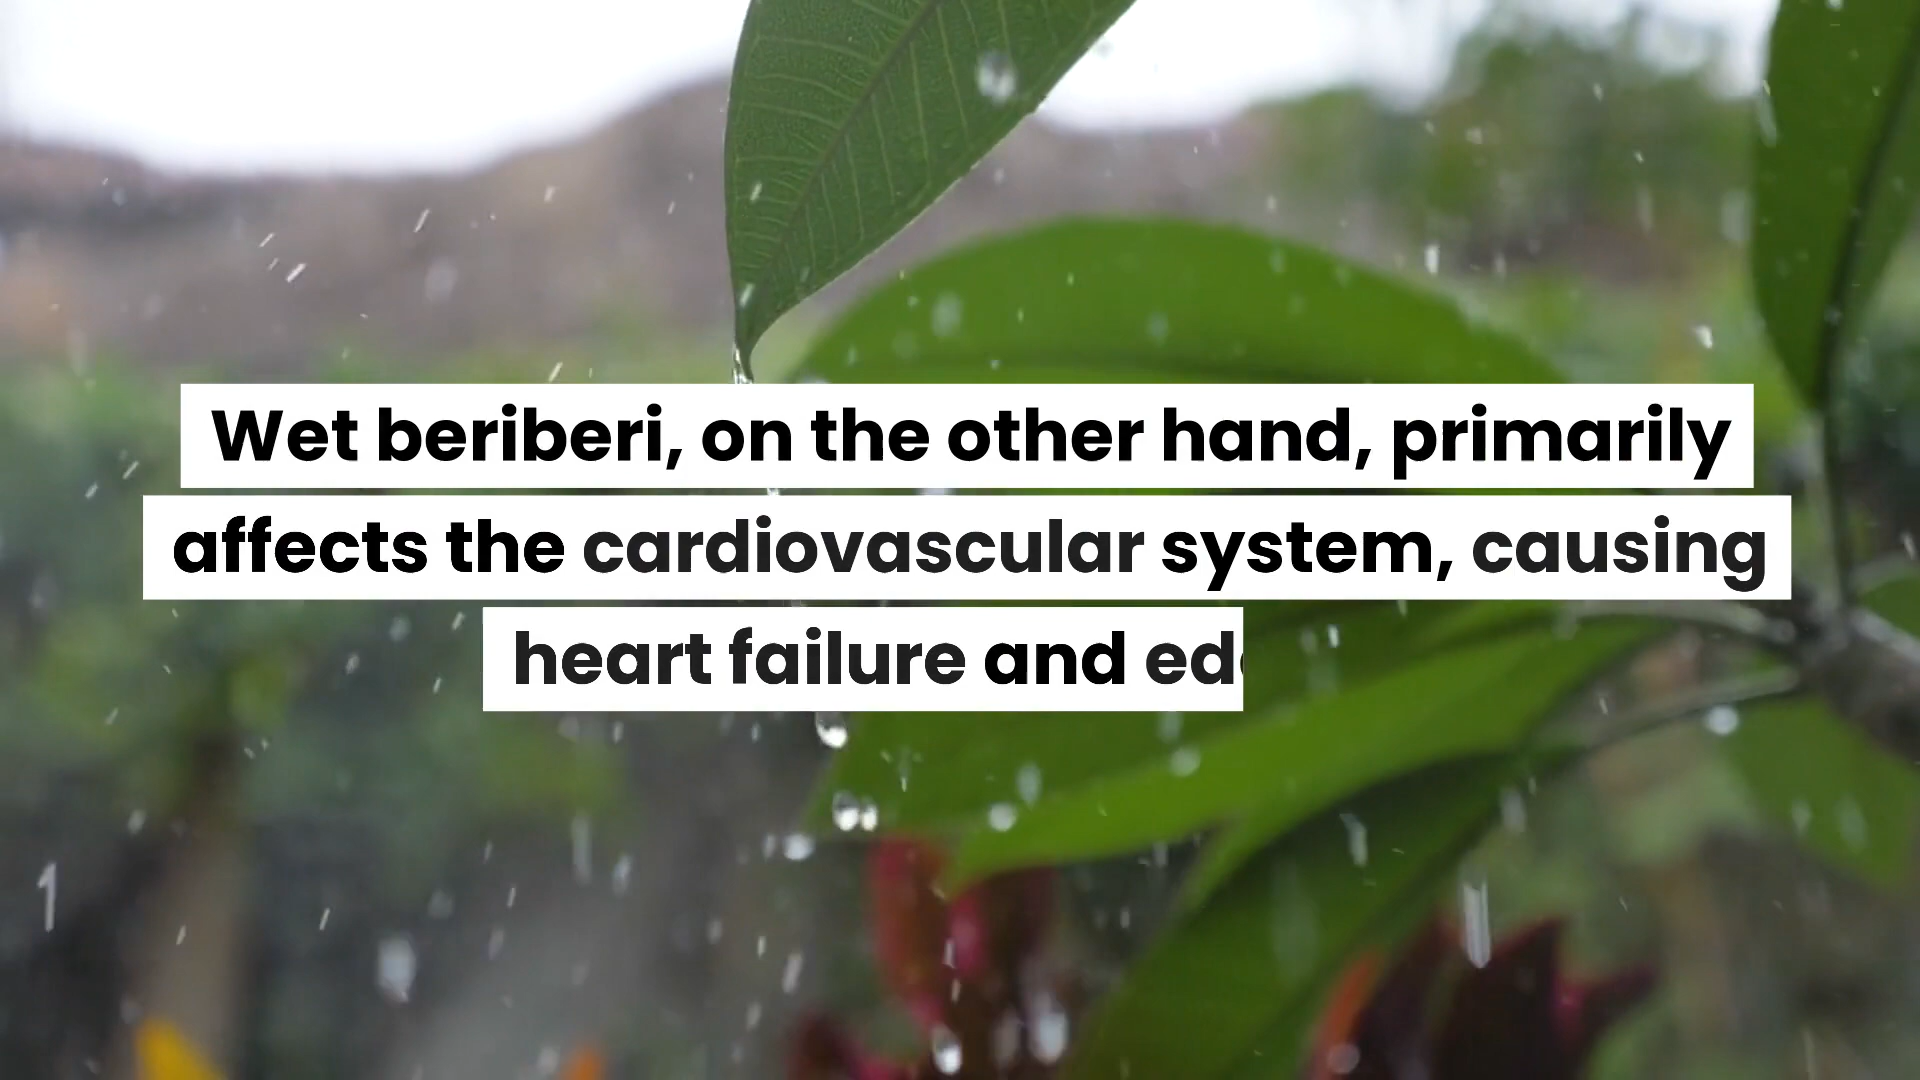 Wet beriberi, on the other hand, primarily
affects the cardiovascular system, causing
heart failure and ed